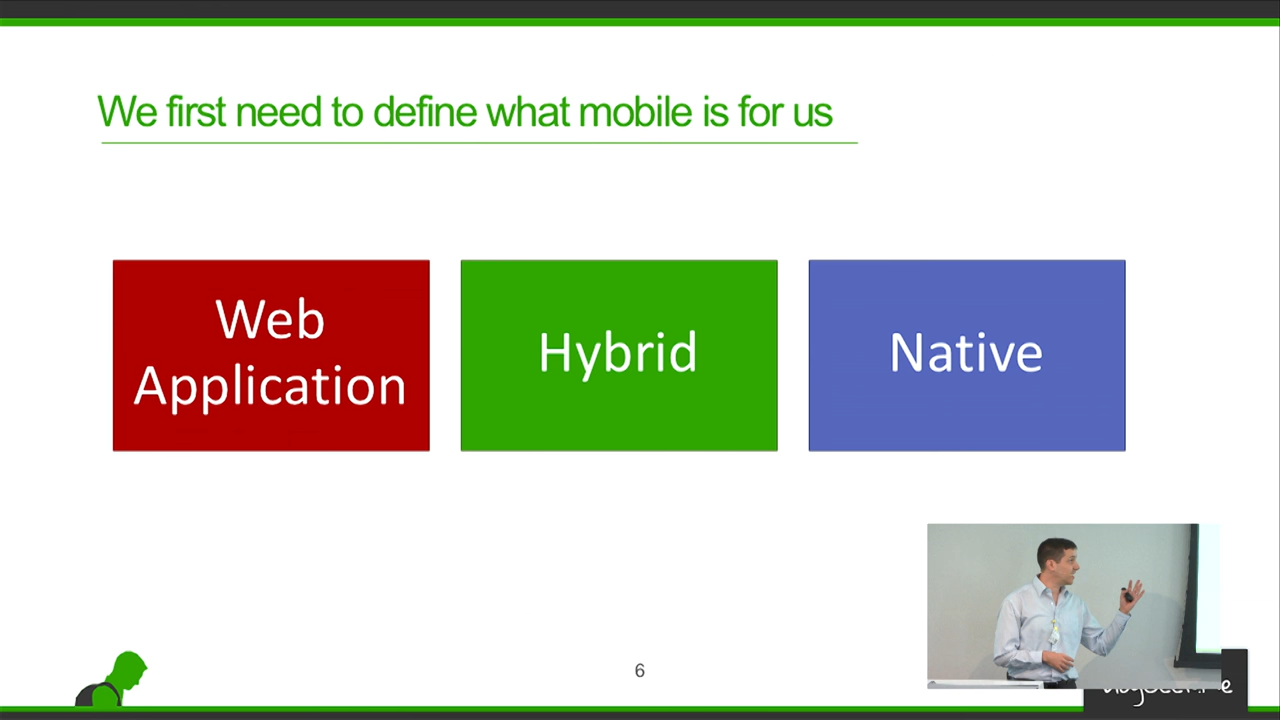 We first need to define what mobile is for us
Web
Application
Hybrid
Native
6